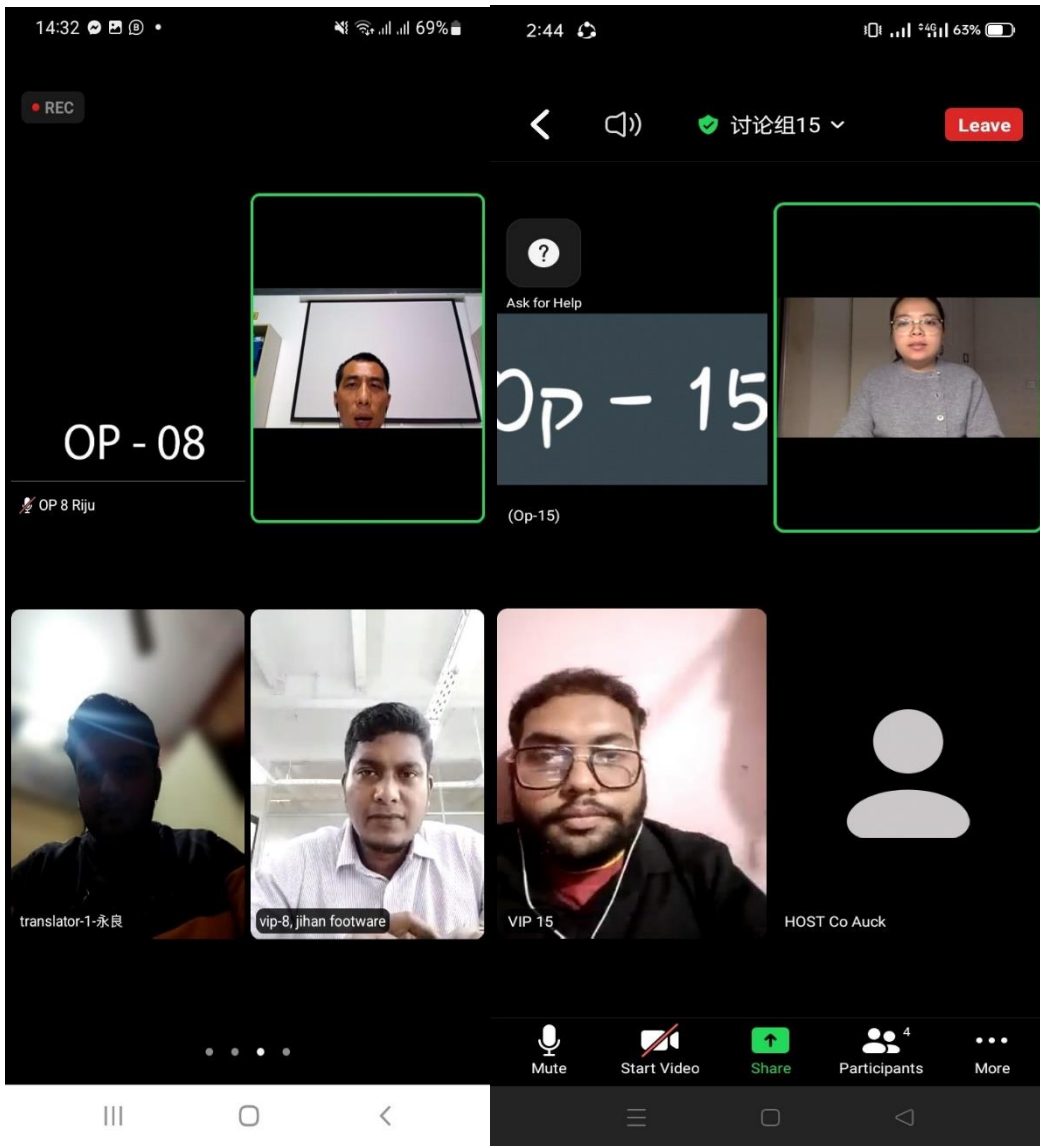 14:32
69%
REC
OP - 08
OP 8 Riju
translator-1-永良
vip-8, jihan footware
2:44
4G
63%
讨论组15
Leave
Ask for Help
Op - 15
(Op-15)
VIP 15
HOST Co Auck
Mute
Start Video
Share
4
Participants
More